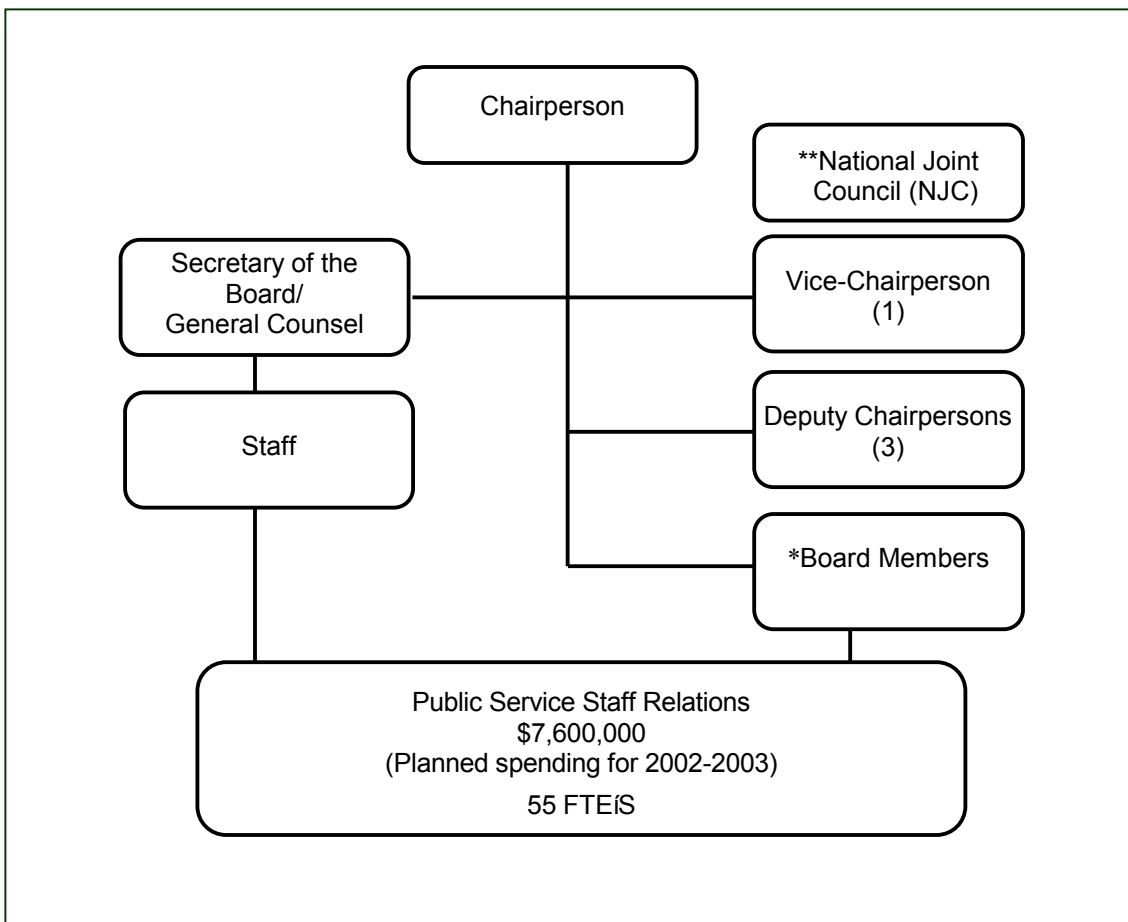 Chairperson
**National Joint
Council (NJC)
Secretary of the
Board/
General Counsel
Vice-Chairperson
(1)
Deputy Chairpersons
(3)
Staff
*Board Members
Public Service Staff Relations
$7,600,000
(Planned spending for 2002-2003)
55 FTEíS